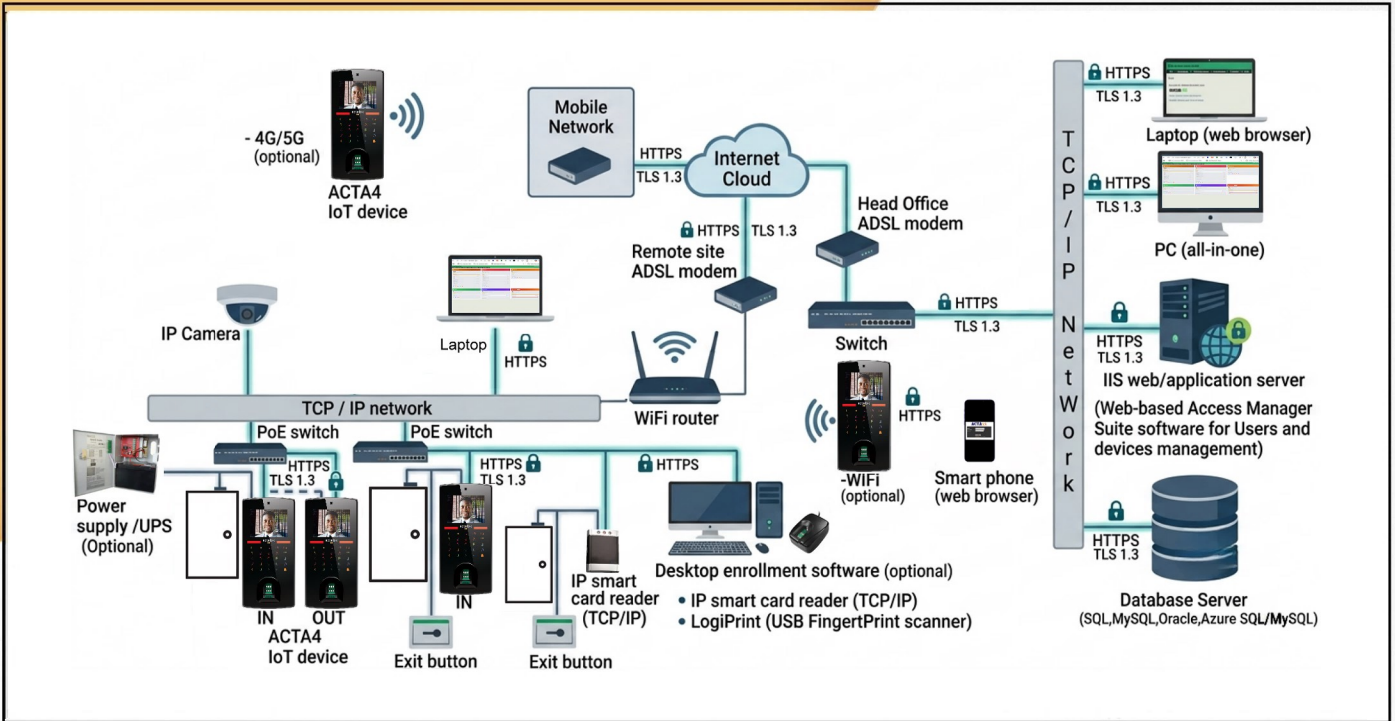 - 4G/5G
(optional)
ACTA4
IoT device
Mobile
Network
HTTPS
TLS 1.3
Internet
Cloud
HTTPS TLS 1.3
Remote site
ADSL modem
Head Office
ADSL modem
HTTPS
TLS 1.3
Switch
TCP/IP NetWork
HTTPS
TLS 1.3
Laptop (web browser)
HTTPS
TLS 1.3
PC (all-in-one)
HTTPS
TLS 1.3
IIS web/application server
(Web-based Access Manager
Suite software for Users and
devices management)
HTTPS
TLS 1.3
Database Server
(SQL,MySQL,Oracle,Azure SQL/MySQL)
IP Camera
Laptop
HTTPS
WiFi router
TCP / IP network
HTTPS
-WIFi
(optional)
Smart phone
(web browser)
PoE switch
PoE switch
HTTPS
TLS 1.3
HTTPS
TLS 1.3
HTTPS
Power
supply /UPS
(Optional)
IN
OUT
ACTA4
IoT device
IN
Exit button
Exit button
IP smart
card reader
(TCP/IP)
Desktop enrollment software (optional)
• IP smart card reader (TCP/IP)
• LogiPrint (USB FingertPrint scanner)